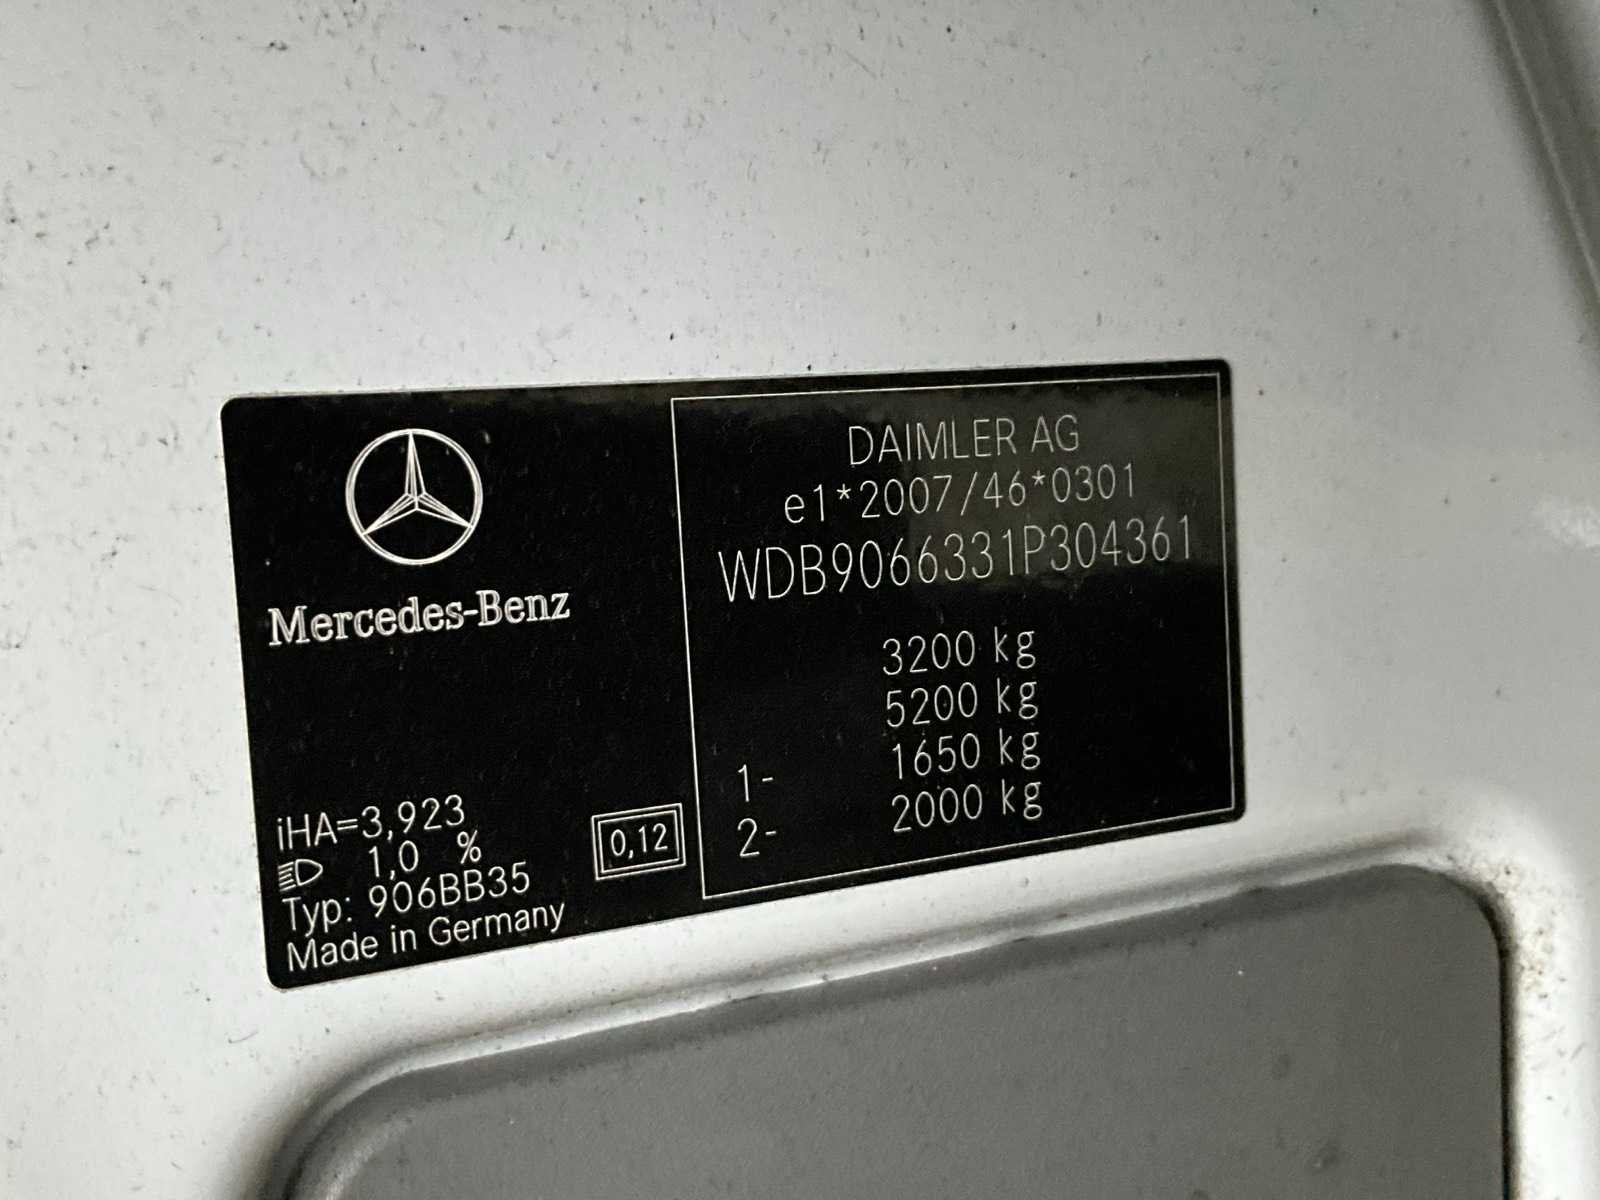 Mercedes-Benz
iHA=3,923
1,0 %
Typ: 906BB35
Made in Germany
0,12
DAIMLER AG
e1*2007/46*0301
WDB9066331P304361
3200 kg
5200 kg
1- 1650 kg
2- 2000 kg